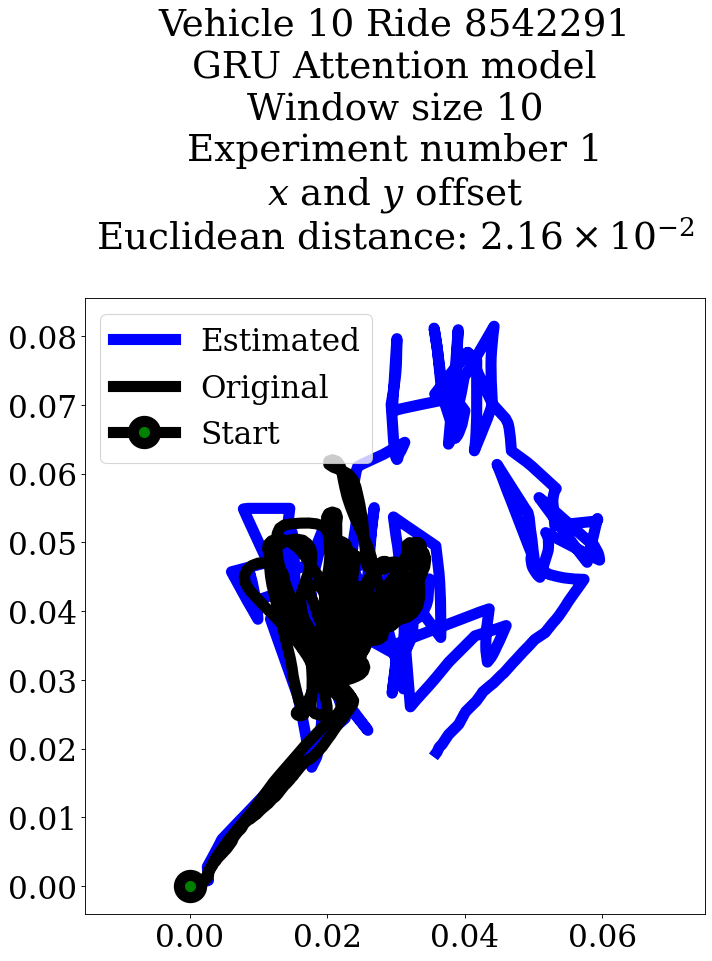 Vehicle 10 Ride 8542291
GRU Attention model
Window size 10
Experiment number 1
x and y offset
Euclidean distance: 2.16 × 10⁻²
Estimated
Original
Start
0.08
0.07
0.06
0.05
0.04
0.03
0.02
0.01
0.00
0.00 0.02 0.04 0.06